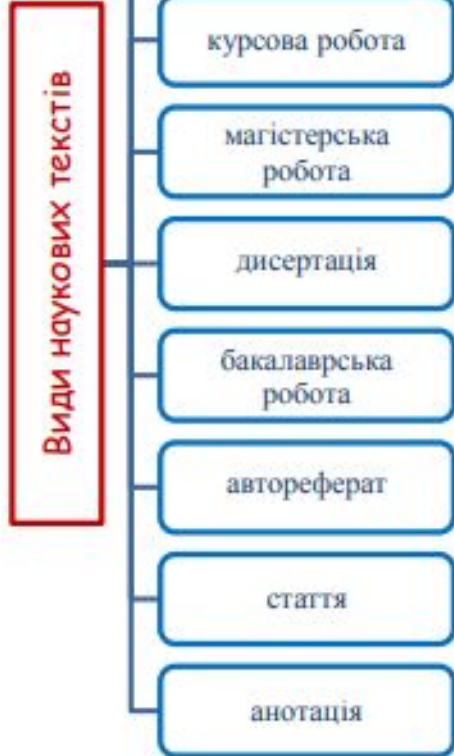 Види наукових текстів
курсова робота
магістерська
робота
дисертація
бакалаврська
робота
автореферат
стаття
анотація